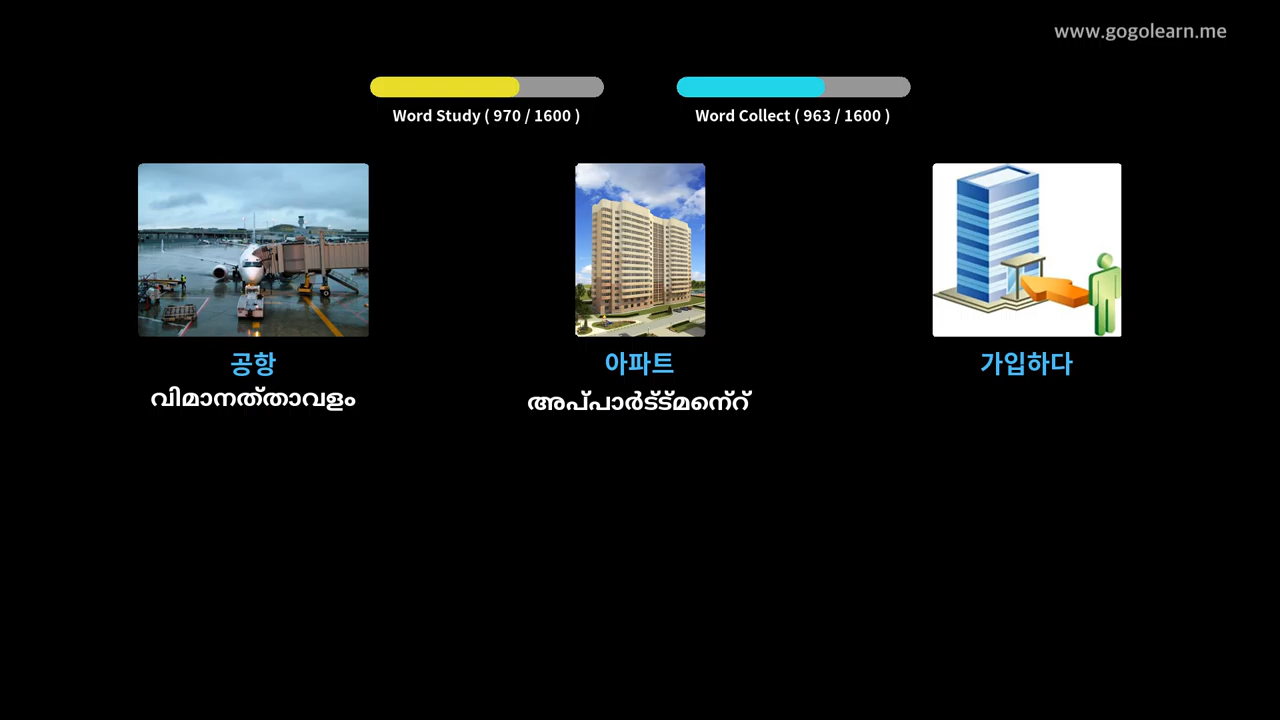 www.gogolearn.me
Word Study ( 970 / 1600 )
Word Collect ( 963 / 1600 )
공항
아파트
가입하다
വിമാനത്താവളം
അപ്പാർട്ട്മെൻ്റ്